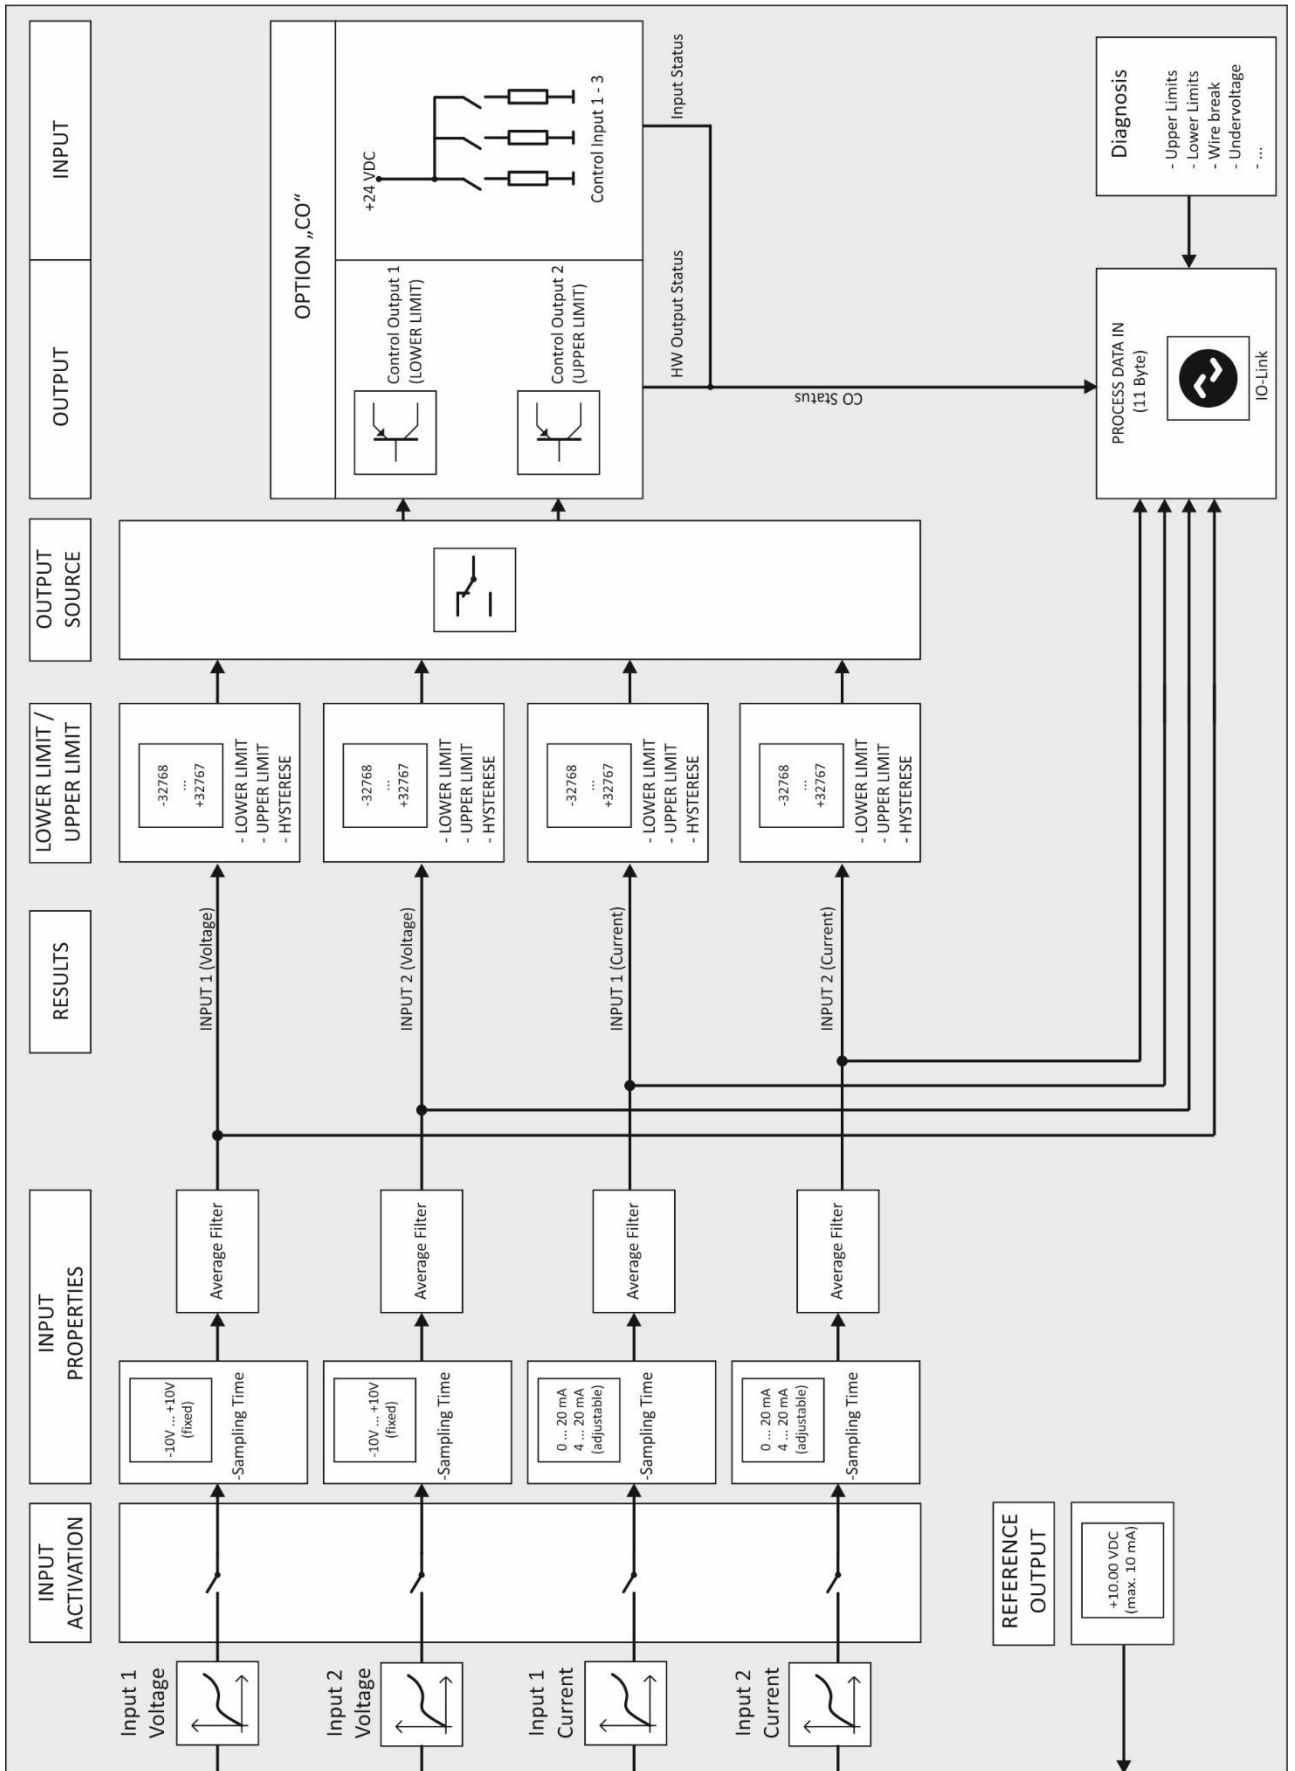 INPUT
ACTIVATION
INPUT
PROPERTIES
RESULTS
LOWER LIMIT /
UPPER LIMIT
OUTPUT
SOURCE
OUTPUT
INPUT
Input 1
Voltage
-10V ... +10V
(fixed)
-Sampling Time
Average Filter
INPUT 1 (Voltage)
-32768
...
+32767
- LOWER LIMIT
- UPPER LIMIT
- HYSTERESE
Input 2
Voltage
-10V ... +10V
(fixed)
-Sampling Time
Average Filter
INPUT 2 (Voltage)
-32768
...
+32767
- LOWER LIMIT
- UPPER LIMIT
- HYSTERESE
Input 1
Current
0 ... 20 mA
4 ... 20 mA
(adjustable)
-Sampling Time
Average Filter
INPUT 1 (Current)
-32768
...
+32767
- LOWER LIMIT
- UPPER LIMIT
- HYSTERESE
Input 2
Current
0 ... 20 mA
4 ... 20 mA
(adjustable)
-Sampling Time
Average Filter
INPUT 2 (Current)
-32768
...
+32767
- LOWER LIMIT
- UPPER LIMIT
- HYSTERESE
OPTION „CO“
Control Output 1
(LOWER LIMIT)
Control Output 2
(UPPER LIMIT)
+24 VDC
Control Input 1 - 3
HW Output Status
Input Status
CO Status
REFERENCE
OUTPUT
+10.00 VDC
(max. 10 mA)
PROCESS DATA IN
(11 Byte)
IO-Link
Diagnosis
- Upper Limits
- Lower Limits
- Wire break
- Undervoltage
- ...